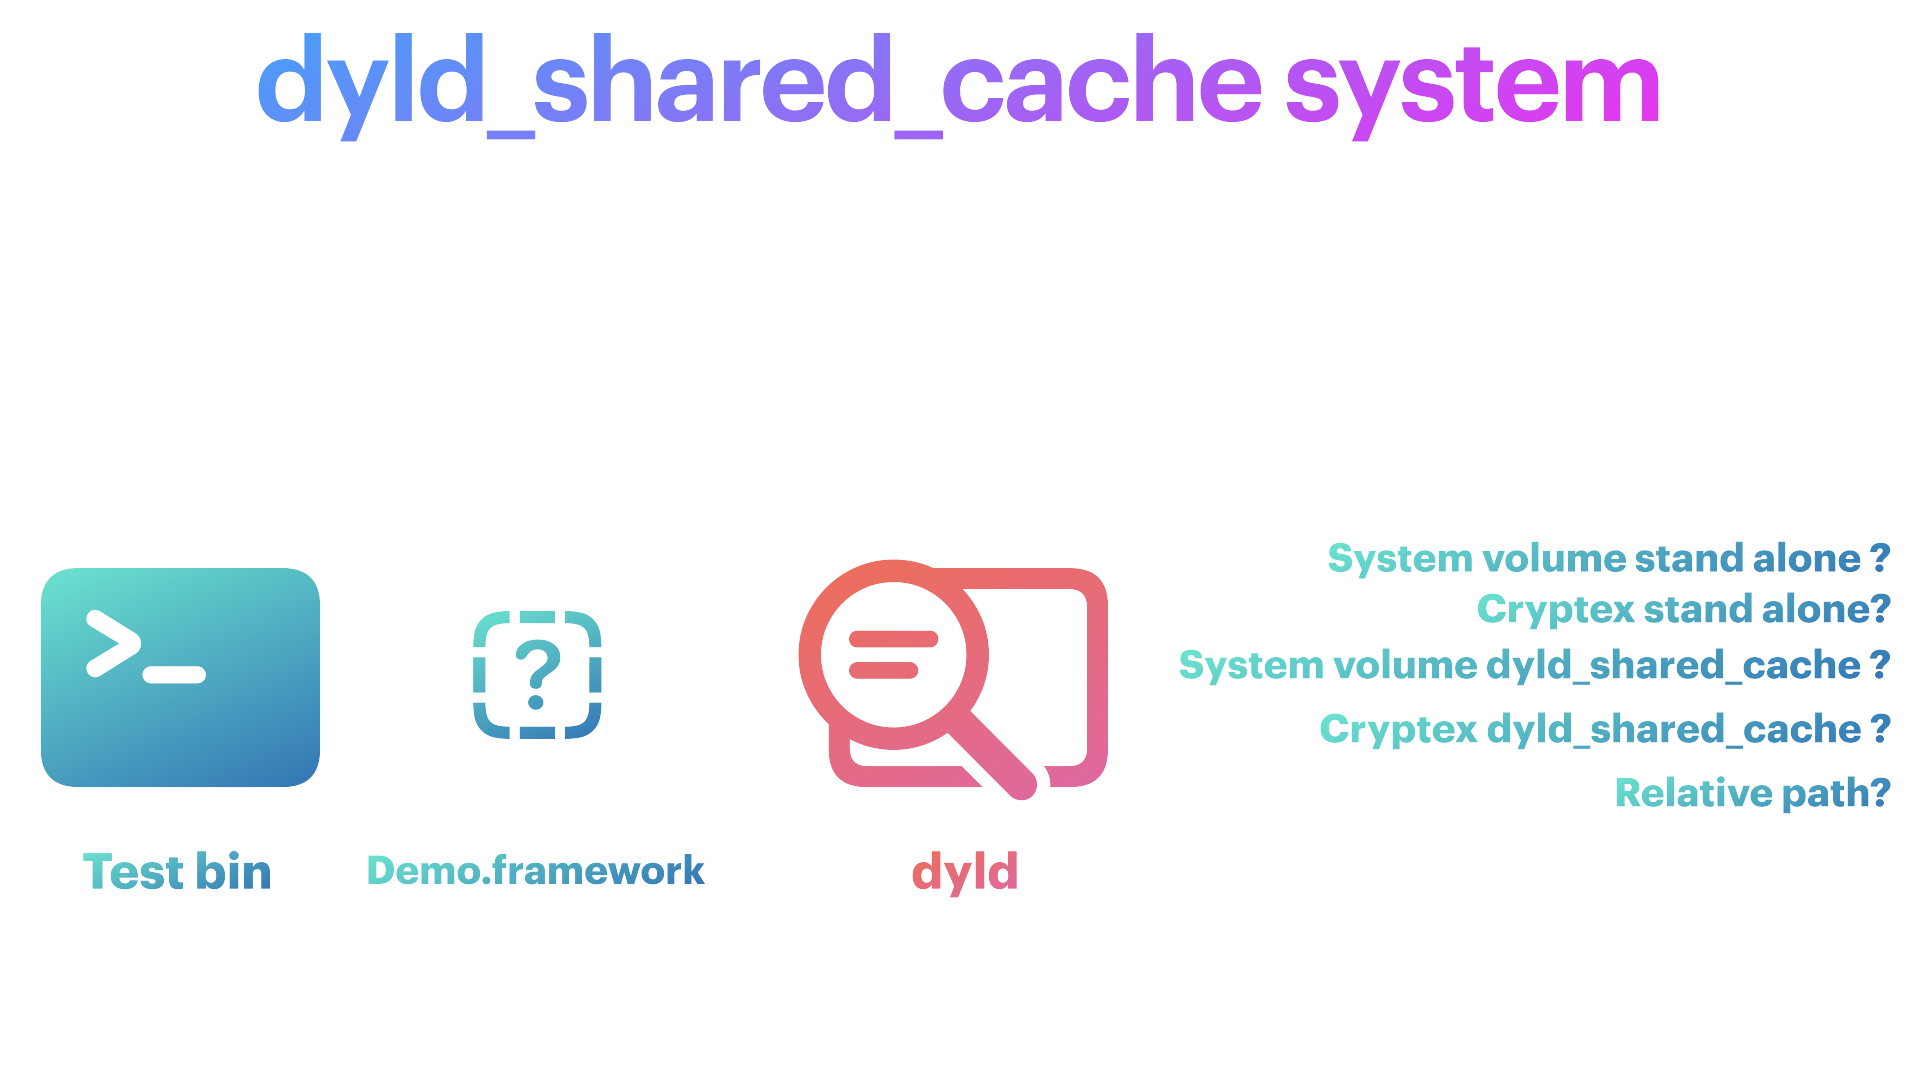 dyld_shared_cache system
System volume stand alone ?
Cryptex stand alone?
System volume dyld_shared_cache ?
Cryptex dyld_shared_cache ?
Relative path?
Test bin
Demo.framework
dyld